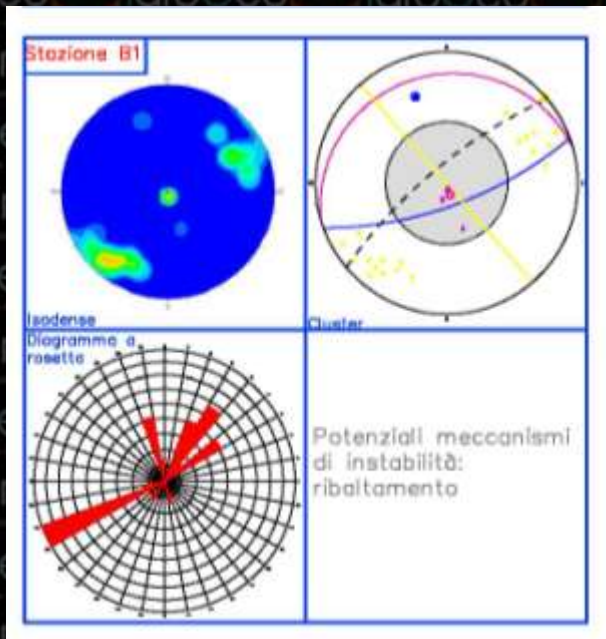 Stazione B1
Isodense
Cluster
Diagramma a
rosetta
Potenziali meccanismi
di instabilità:
ribaltamento